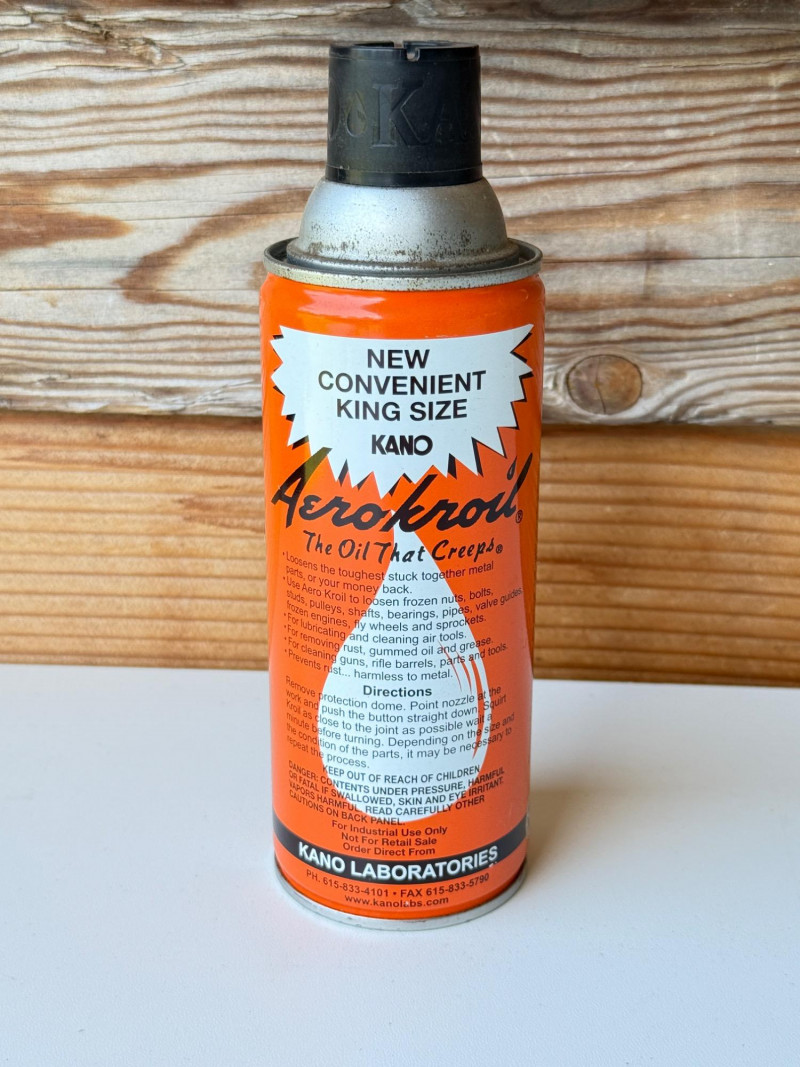 KA
NEW
CONVENIENT
KING SIZE
KANO
Aerokroil®
The Oil That Creeps®
• Loosens the toughest stuck together metal
parts, or your money back.
• Use Aero Kroil to loosen frozen nuts, bolts,
studs, pulleys, shafts, bearings, pipes, valve guides,
frozen engines, fly wheels and sprockets.
• For lubricating and cleaning air tools.
• For removing rust, gummed oil and grease.
• For cleaning guns, rifle barrels, parts and tools.
• Prevents rust... harmless to metal.
Directions
Remove protection dome. Point nozzle at the
work and push the button straight down. Squirt
Kroil as close to the joint as possible wait a
minute before turning. Depending on the size and
the condition of the parts, it may be necessary to
repeat the process.
KEEP OUT OF REACH OF CHILDREN
DANGER: CONTENTS UNDER PRESSURE, HARMFUL
OR FATAL IF SWALLOWED, SKIN AND EYE IRRITANT.
VAPORS HARMFUL. READ CAREFULLY OTHER
CAUTIONS ON BACK PANEL.
For Industrial Use Only
Not For Retail Sale
Order Direct From
KANO LABORATORIES
PH. 615-833-4101 • FAX 615-833-5790
www.kanolabs.com